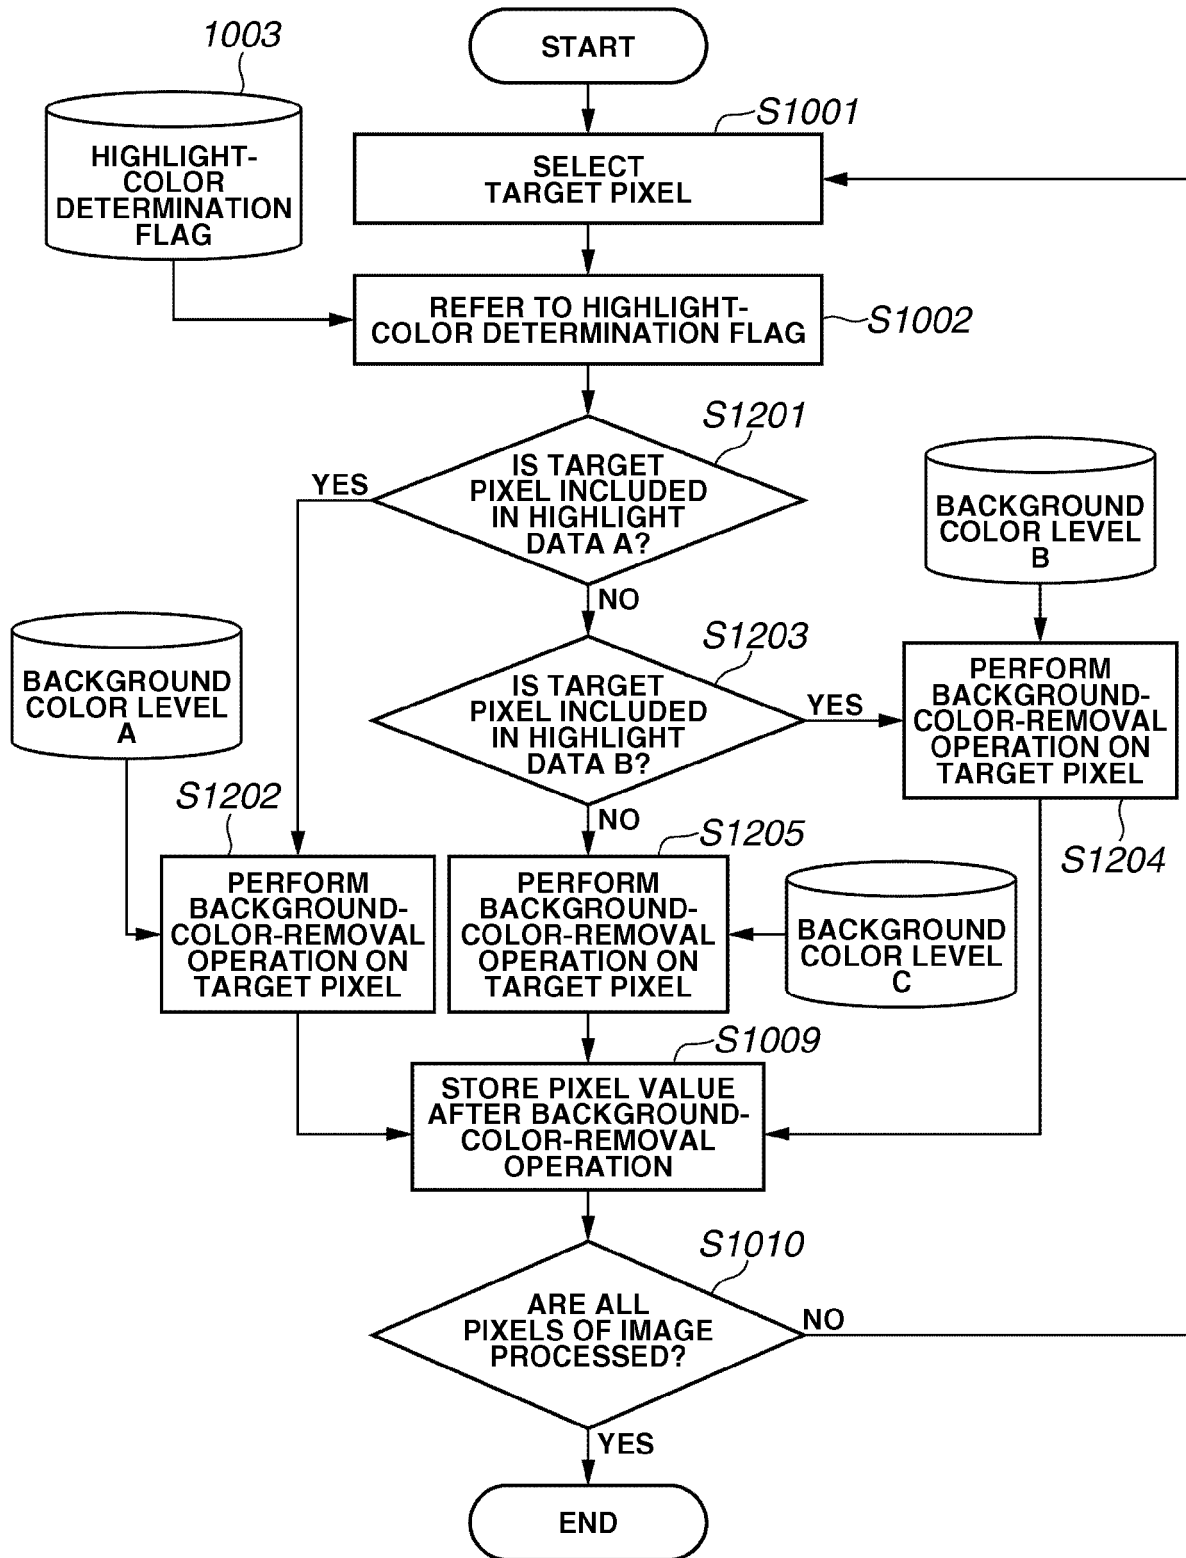 START
1003
S1001
HIGHLIGHT-
COLOR
DETERMINATION
FLAG
SELECT
TARGET PIXEL
REFER TO HIGHLIGHT-
COLOR DETERMINATION FLAG
S1002
S1201
IS TARGET
PIXEL INCLUDED
IN HIGHLIGHT
DATA A?
YES
NO
BACKGROUND
COLOR LEVEL
B
BACKGROUND
COLOR LEVEL
A
S1203
IS TARGET
PIXEL INCLUDED
IN HIGHLIGHT
DATA B?
YES
NO
PERFORM
BACKGROUND-
COLOR-REMOVAL
OPERATION ON
TARGET PIXEL
S1204
S1202
PERFORM
BACKGROUND-
COLOR-REMOVAL
OPERATION ON
TARGET PIXEL
S1205
PERFORM
BACKGROUND-
COLOR-REMOVAL
OPERATION ON
TARGET PIXEL
BACKGROUND
COLOR LEVEL
C
S1009
STORE PIXEL VALUE
AFTER BACKGROUND-
COLOR-REMOVAL
OPERATION
S1010
ARE ALL
PIXELS OF IMAGE
PROCESSED?
NO
YES
END